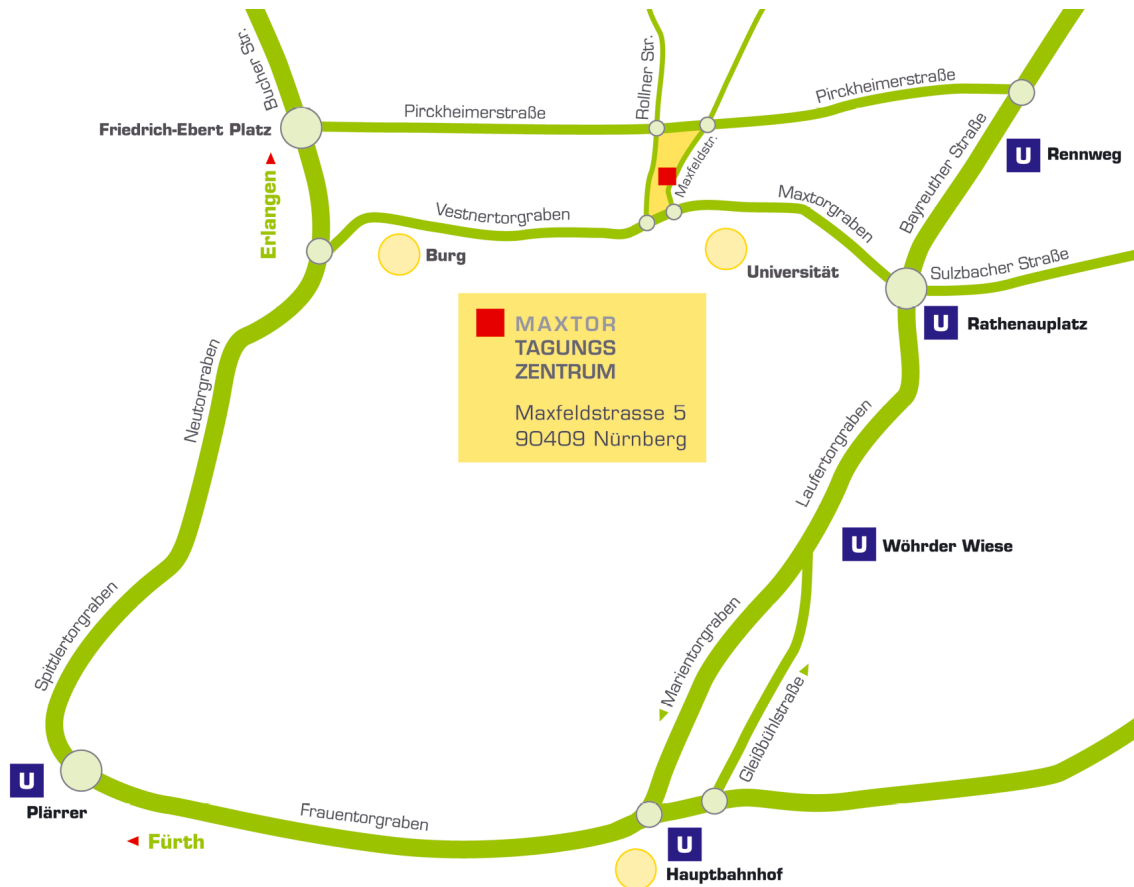 Bucher Str.
Rollner Str.
Pirckheimerstraße
Pirckheimerstraße
Friedrich-Ebert Platz
Maxfeldstr.
Bayreuther Straße
U
Rennweg
Erlangen
Vestnertorgraben
Maxtorgraben
Burg
Universität
Sulzbacher Straße
U
Rathenauplatz
MAXTOR
TAGUNGS
ZENTRUM
Maxfeldstrasse 5
90409 Nürnberg
Neutorgraben
Laufertorgraben
U
Wöhrder Wiese
Spittlertorgraben
Marientorgraben
Gleißbühlstraße
U
Plärrer
Frauentorgraben
Fürth
U
Hauptbahnhof